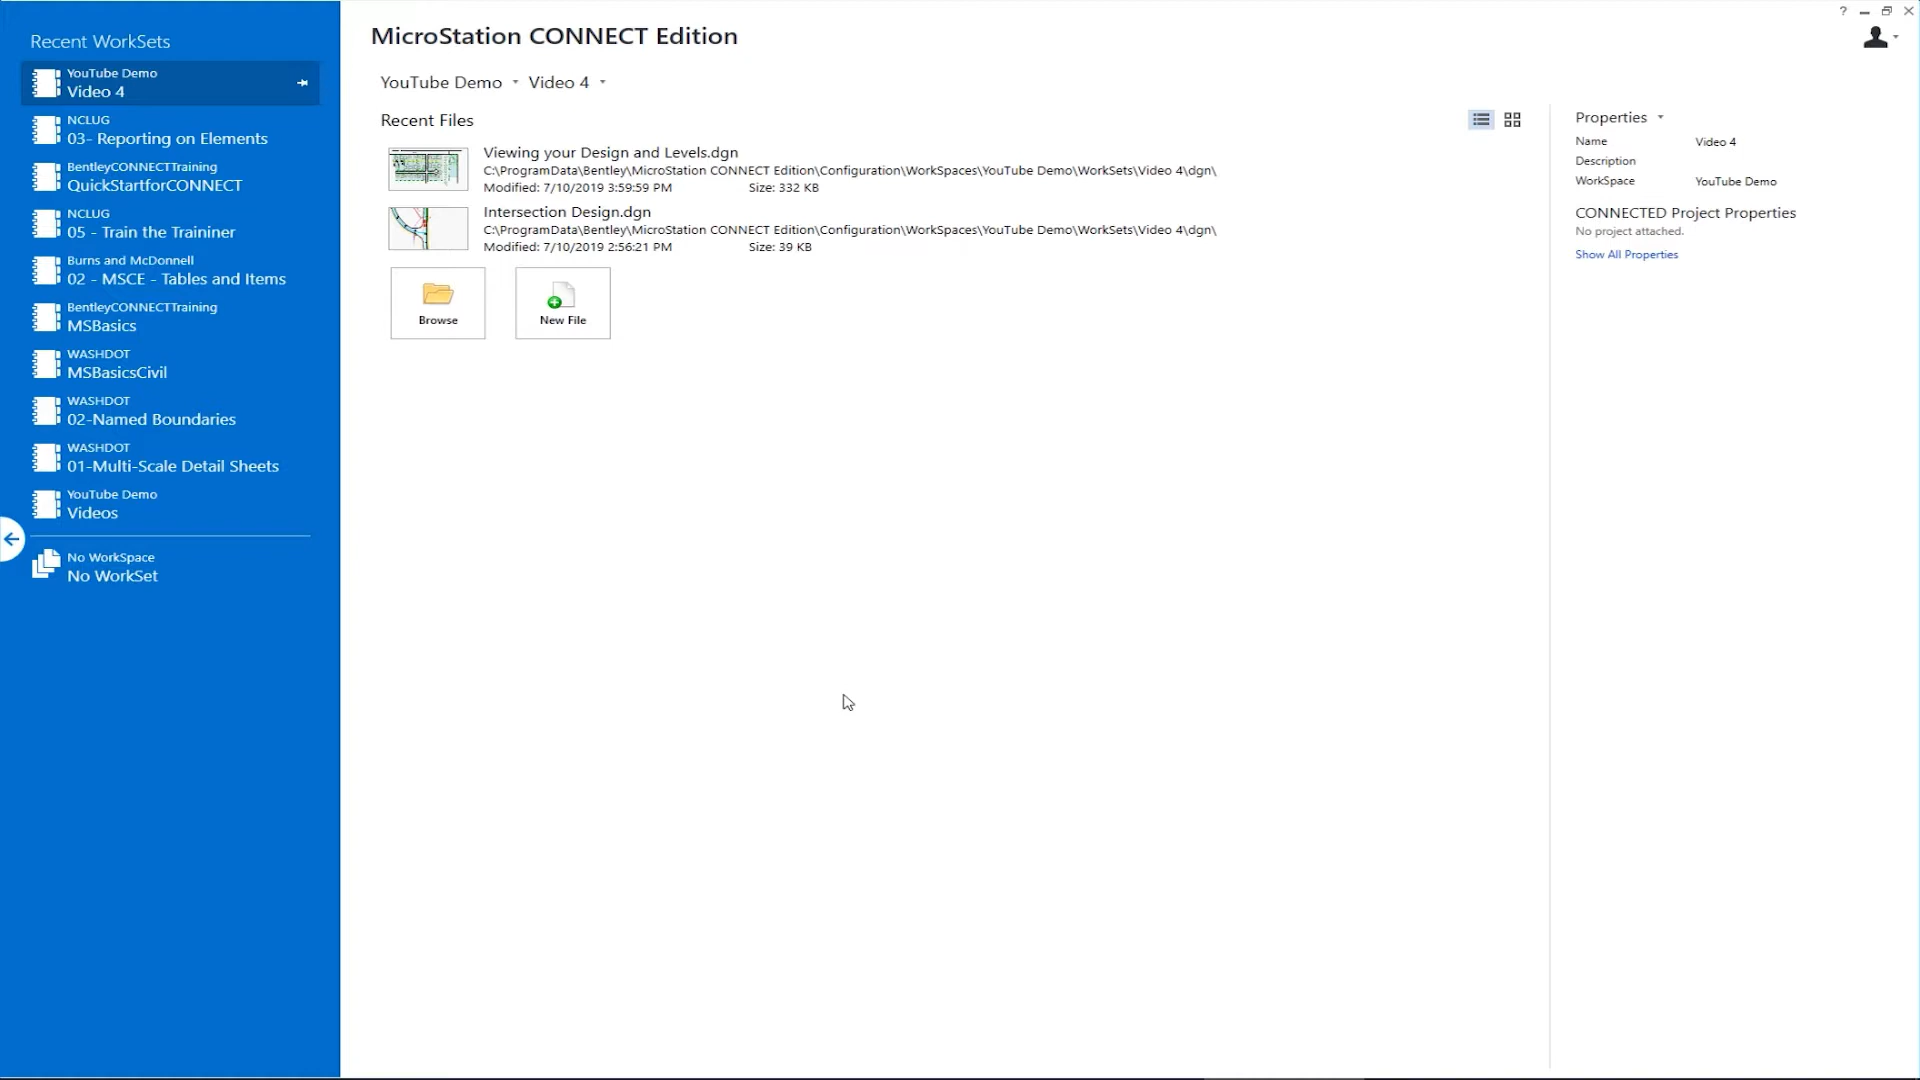 Recent WorkSets
YouTube Demo
Video 4
NCLUG
03- Reporting on Elements
BentleyCONNECTTraining
QuickStartforCONNECT
NCLUG
05 - Train the Traininer
Burns and McDonnell
02 - MSCE - Tables and Items
BentleyCONNECTTraining
MSBasics
WASHDOT
MSBasicsCivil
WASHDOT
02-Named Boundaries
WASHDOT
01-Multi-Scale Detail Sheets
YouTube Demo
Videos
No WorkSpace
No WorkSet
MicroStation CONNECT Edition
YouTube Demo Video 4
Recent Files
Viewing your Design and Levels.dgn
C:\ProgramData\Bentley\MicroStation CONNECT Edition\Configuration\WorkSpaces\YouTube Demo\WorkSets\Video 4\dgn\
Modified: 7/10/2019 3:59:59 PM Size: 332 KB
Intersection Design.dgn
C:\ProgramData\Bentley\MicroStation CONNECT Edition\Configuration\WorkSpaces\YouTube Demo\WorkSets\Video 4\dgn\
Modified: 7/10/2019 2:56:21 PM Size: 39 KB
Browse New File
?
Properties
Name Video 4
Description
WorkSpace YouTube Demo
CONNECTED Project Properties
No project attached.
Show All Properties